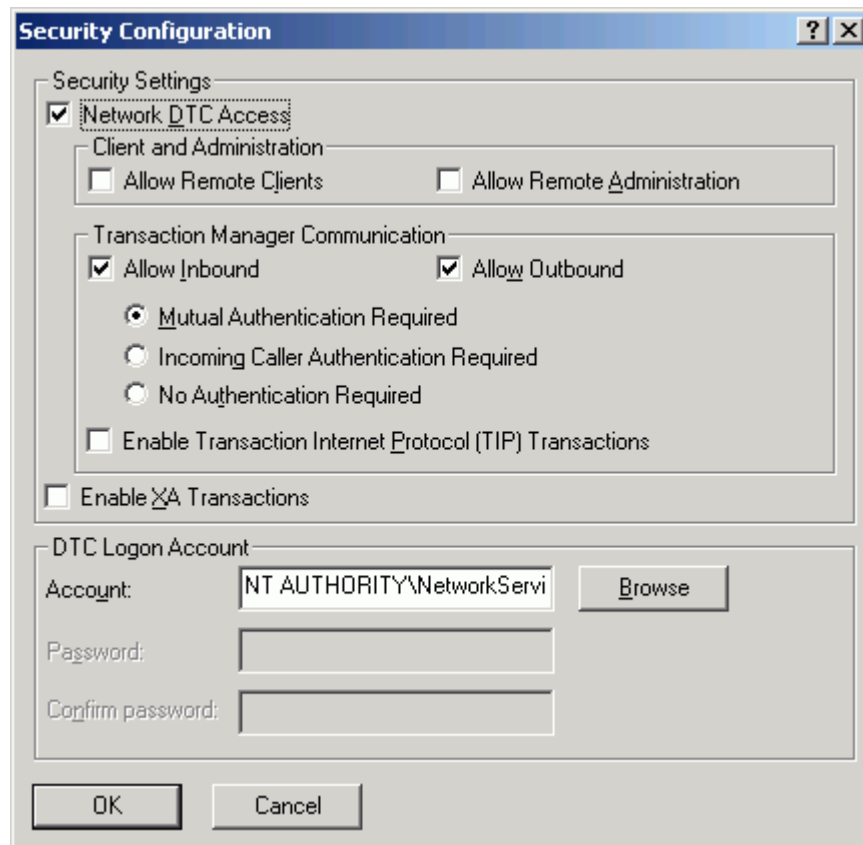 Security Configuration
Security Settings
Network DTC Access
Client and Administration
Allow Remote Clients Allow Remote Administration
Transaction Manager Communication
Allow Inbound Allow Outbound
Mutual Authentication Required
Incoming Caller Authentication Required
No Authentication Required
Enable Transaction Internet Protocol (TIP) Transactions
Enable XA Transactions
DTC Logon Account
Account: NT AUTHORITY\NetworkServi Browse
Password:
Confirm password:
OK Cancel